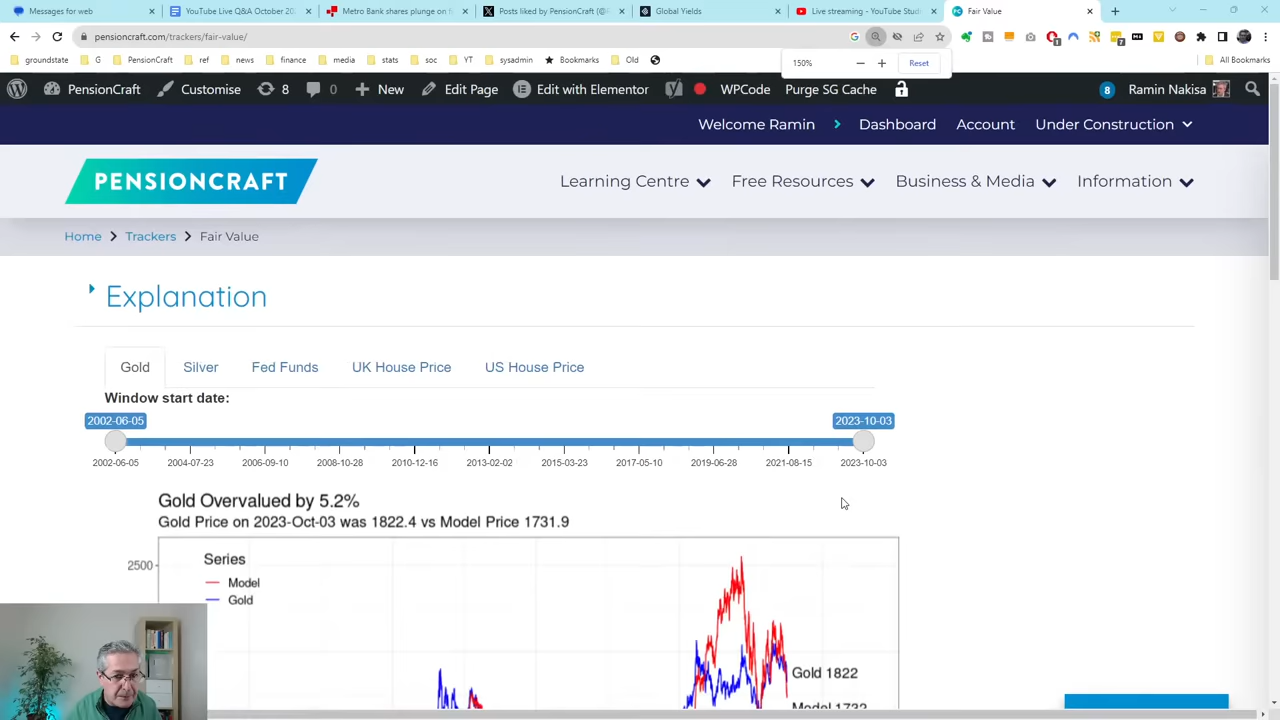 Messages for web
YouTube Live Q&A October 20
Metro Bank shares plunge on f
Posts liked by PensionCraft (@R
Global Yields
Live streaming - YouTube Stud
Fair Value
pensioncraft.com/trackers/fair-value/
groundstate
G
PensionCraft
ref
news
finance
media
stats
soc
YT
sysadmin
Bookmarks
Old
150%
Reset
All Bookmarks
PensionCraft
Customise
8
0
New
Edit Page
Edit with Elementor
WPCode
Purge SG Cache
8
Ramin Nakisa
Welcome Ramin
Dashboard
Account
Under Construction
PENSIONCRAFT
Learning Centre
Free Resources
Business & Media
Information
Home
Trackers
Fair Value
Explanation
Gold
Silver
Fed Funds
UK House Price
US House Price
Window start date:
2002-06-05
2023-10-03
2002-06-05
2004-07-23
2006-09-10
2008-10-28
2010-12-16
2013-02-02
2015-03-23
2017-05-10
2019-06-28
2021-08-15
2023-10-03
Gold Overvalued by 5.2%
Gold Price on 2023-Oct-03 was 1822.4 vs Model Price 1731.9
2500
Series
Model
Gold
Gold 1822
Model 1732